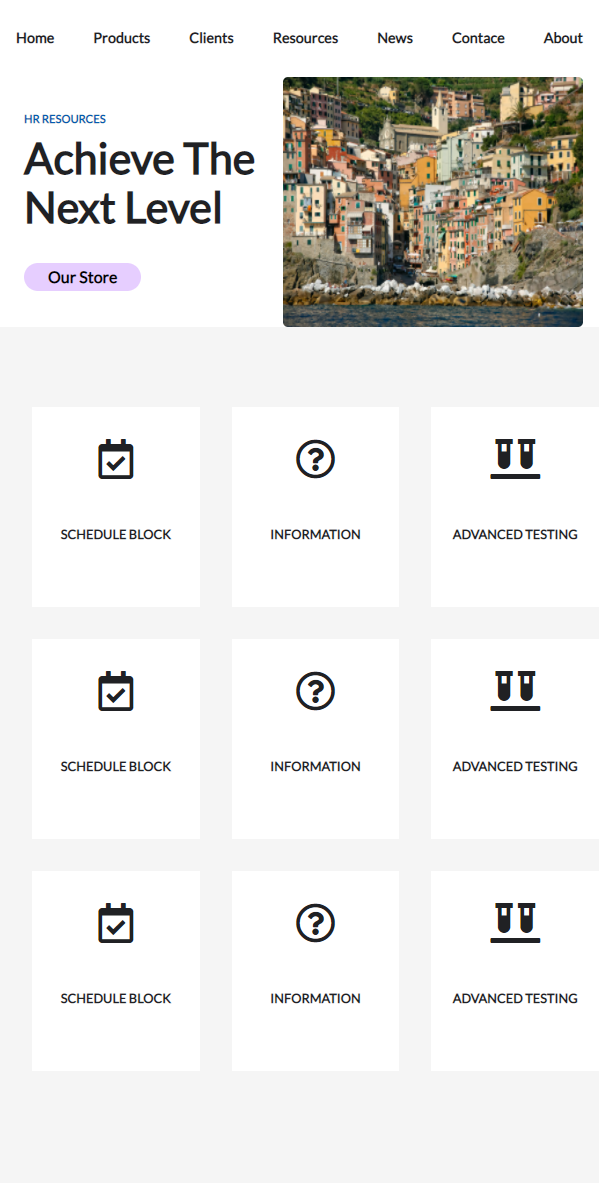 Home Products Clients Resources News Contace About
HR RESOURCES
Achieve The
Next Level
Our Store
SCHEDULE BLOCK INFORMATION ADVANCED TESTING
SCHEDULE BLOCK INFORMATION ADVANCED TESTING
SCHEDULE BLOCK INFORMATION ADVANCED TESTING